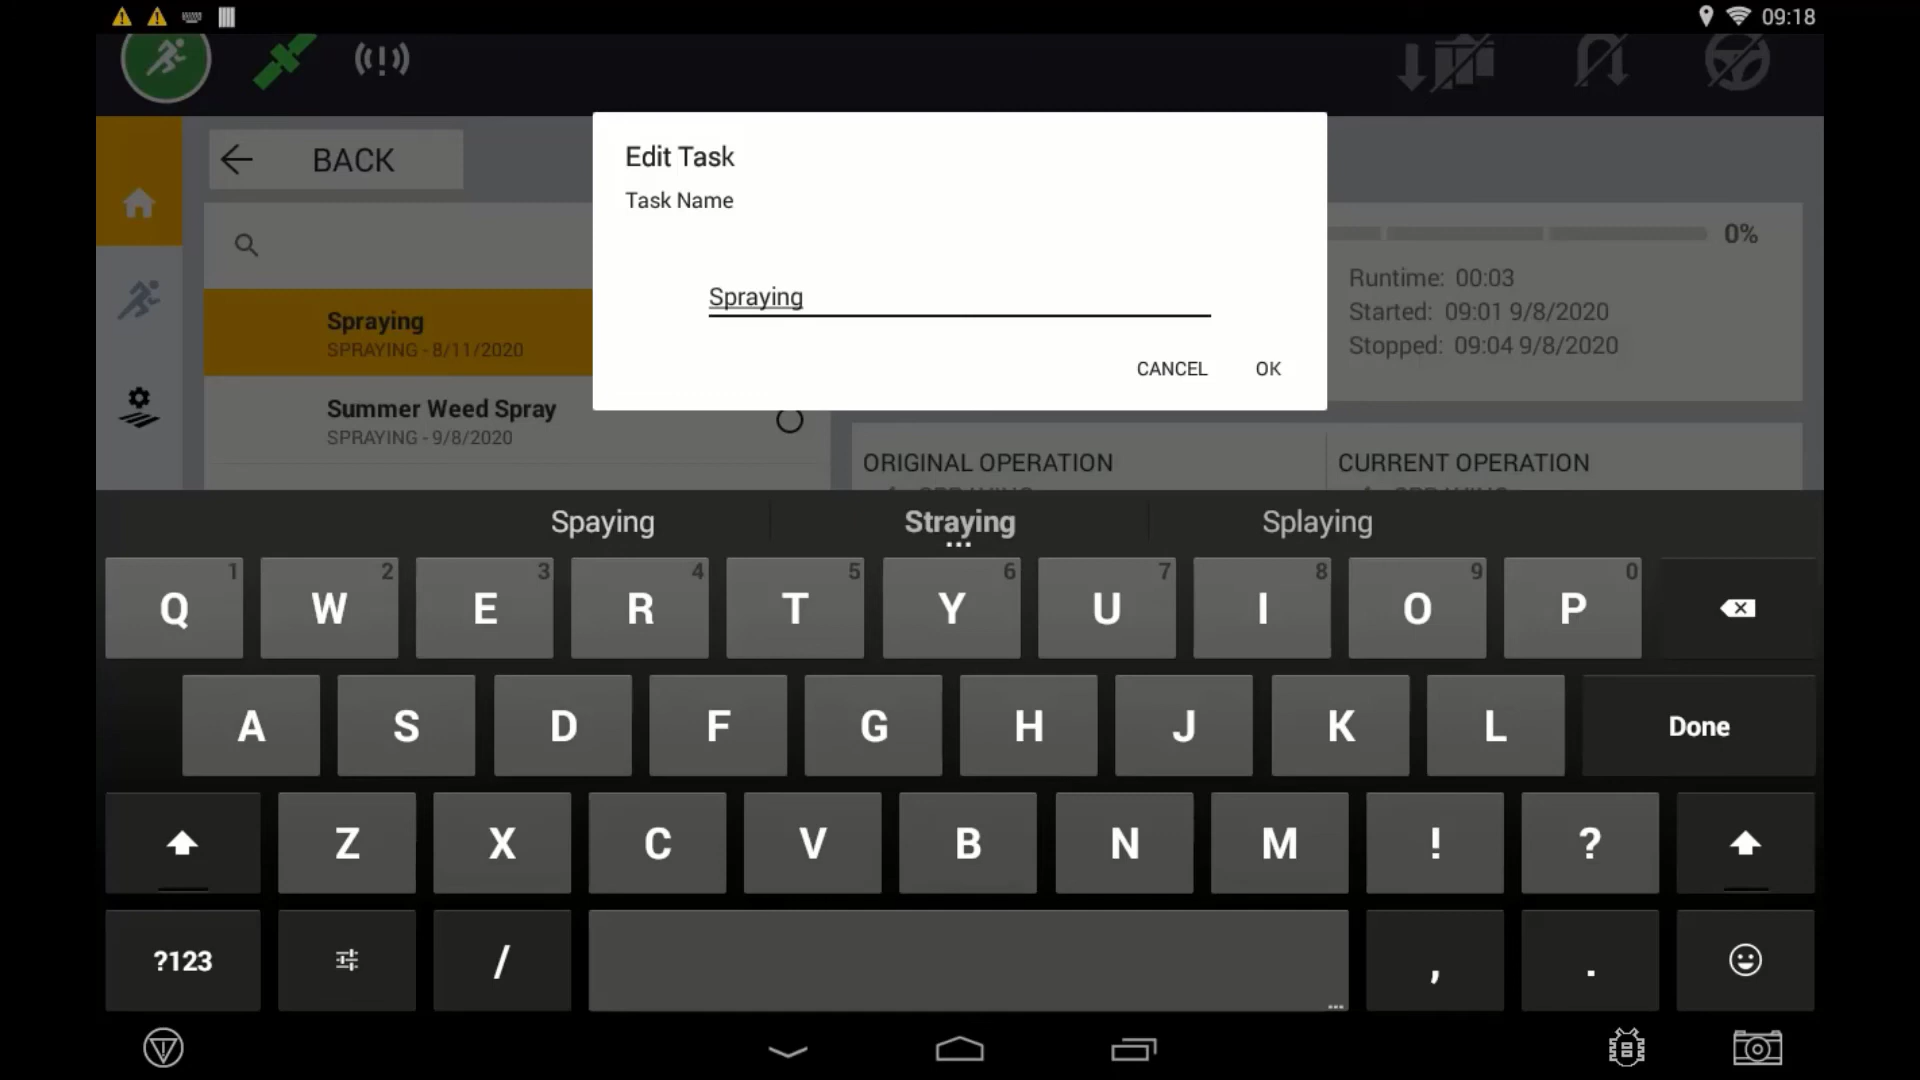 09:18
BACK
Edit Task
Task Name
Spraying
CANCEL OK
0%
Runtime: 00:03
Started: 09:01 9/8/2020
Stopped: 09:04 9/8/2020
Spraying
SPRAYING - 8/11/2020
Summer Weed Spray
SPRAYING - 9/8/2020
ORIGINAL OPERATION
CURRENT OPERATION
Spaying Straying Splaying
Q 1 W 2 E 3 R 4 T 5 Y 6 U 7 I 8 O 9 P 0
A S D F G H J K L Done
Z X C V B N M ! ?
?123 / , .